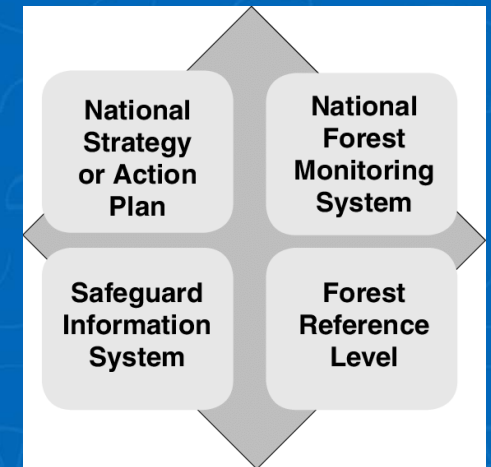 National
Strategy
or Action
Plan
National
Forest
Monitoring
System
Safeguard
Information
System
Forest
Reference
Level